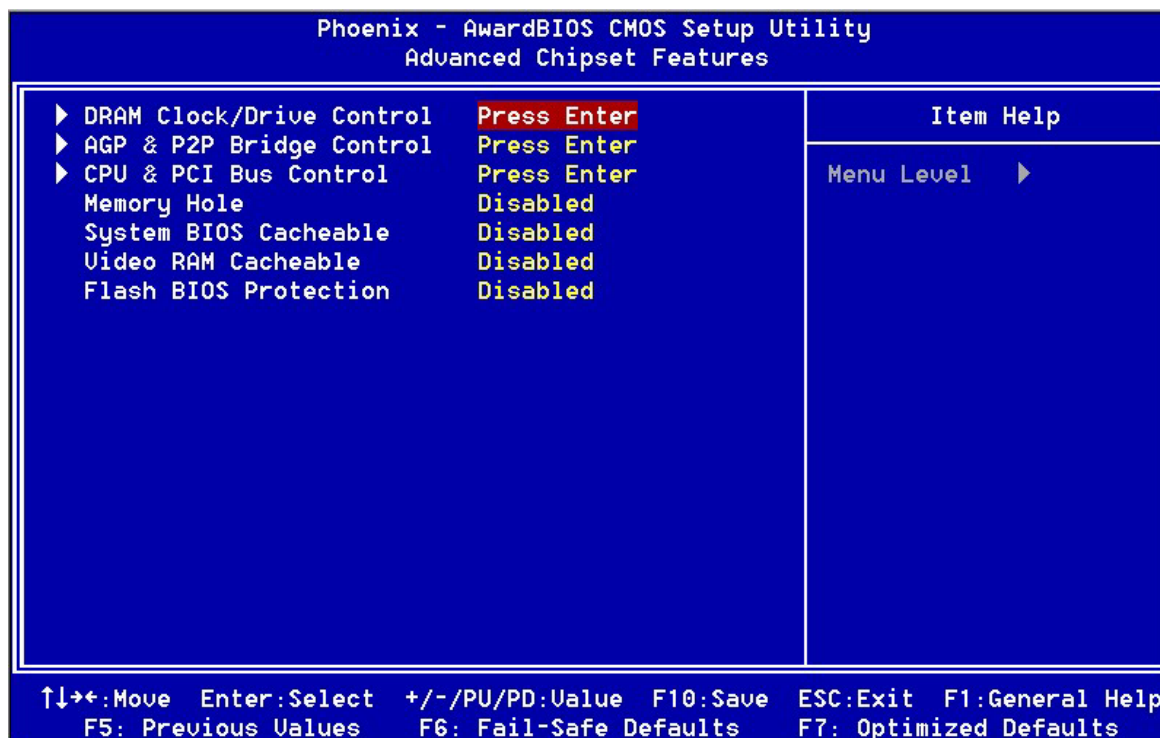 Phoenix - AwardBIOS CMOS Setup Utility
Advanced Chipset Features
DRAM Clock/Drive Control Press Enter
AGP & P2P Bridge Control Press Enter
CPU & PCI Bus Control Press Enter
Memory Hole Disabled
System BIOS Cacheable Disabled
Video RAM Cacheable Disabled
Flash BIOS Protection Disabled
Item Help
Menu Level
↑↓→←:Move Enter:Select +/-/PU/PD:Value F10:Save ESC:Exit F1:General Help
F5: Previous Values F6: Fail-Safe Defaults F7: Optimized Defaults